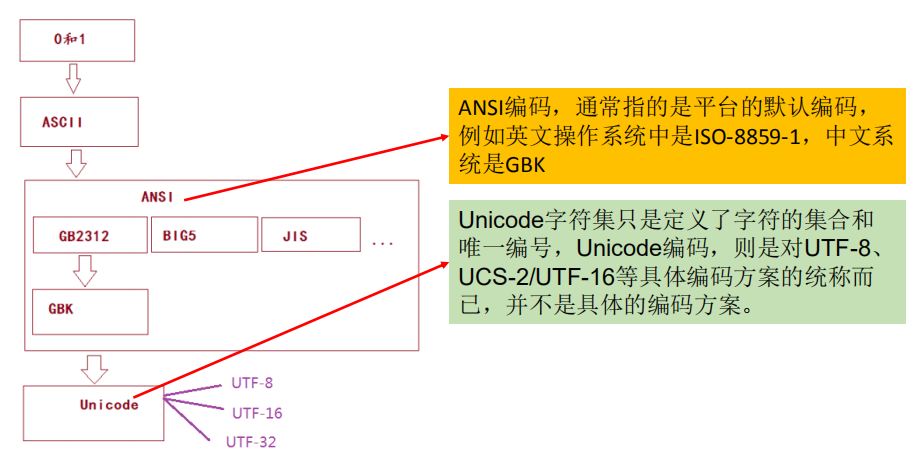 0和1
ASCII
ANSI
GB2312
BIG5
JIS
...
GBK
Unicode
UTF-8
UTF-16
UTF-32
ANSI编码，通常指的是平台的默认编码，
例如英文操作系统中是ISO-8859-1，中文系
统是GBK
Unicode字符集只是定义了字符的集合和
唯一编号，Unicode编码，则是对UTF-8、
UCS-2/UTF-16等具体编码方案的统称而
已，并不是具体的编码方案。